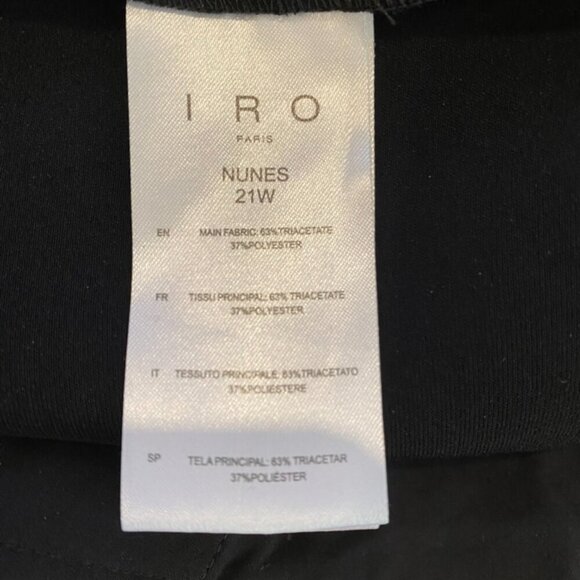 IRO
PARIS
NUNES
21W
EN MAIN FABRIC: 63%TRIACETATE
37%POLYESTER
FR TISSU PRINCIPAL: 63% TRIACETATE
37%POLYESTER
IT TESSUTO PRINCIPALE: 63%TRIACETATO
37%POLIESTERE
SP TELA PRINCIPAL: 63% TRIACETAR
37%POLIÉSTER